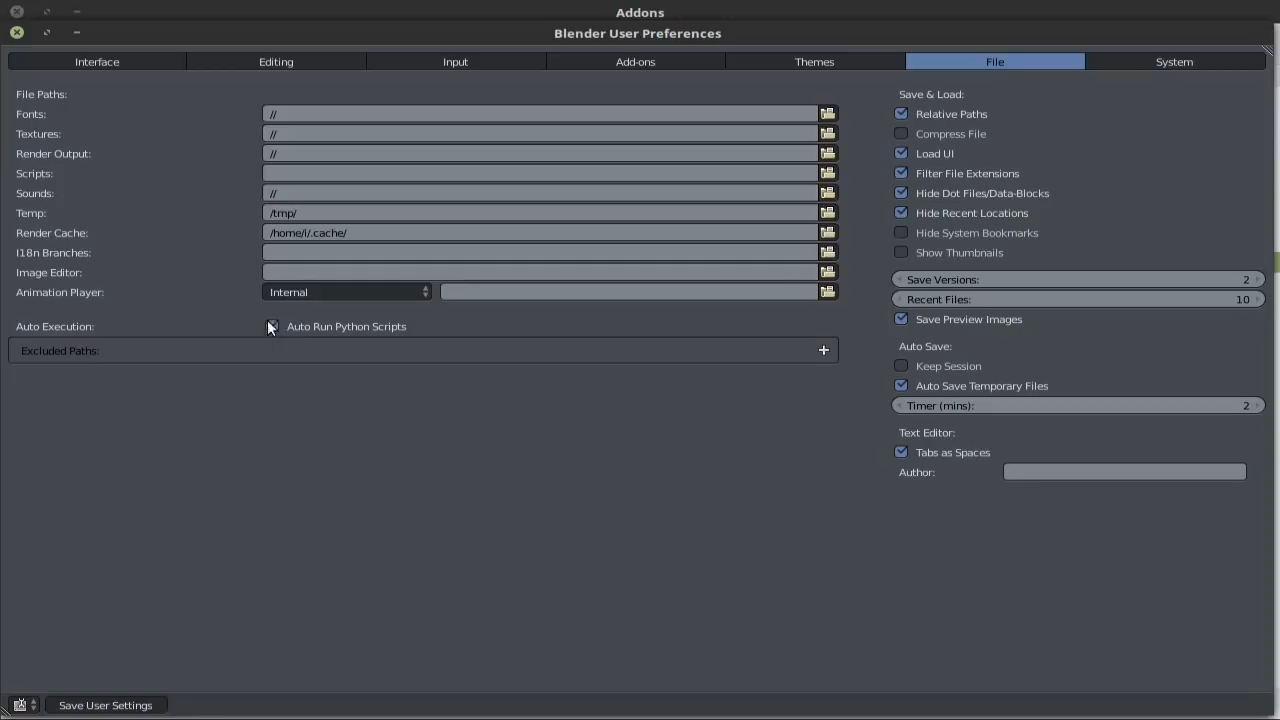 Addons
Blender User Preferences
Interface Editing Input Add-ons Themes File System
File Paths:
Fonts: //
Textures: //
Render Output: //
Scripts:
Sounds: //
Temp: /tmp/
Render Cache: /home/i/.cache/
I18n Branches:
Image Editor:
Animation Player: Internal
Auto Execution: Auto Run Python Scripts
Excluded Paths:
Save & Load:
Relative Paths
Compress File
Load UI
Filter File Extensions
Hide Dot Files/Data-Blocks
Hide Recent Locations
Hide System Bookmarks
Show Thumbnails
Save Versions: 2
Recent Files: 10
Save Preview Images
Auto Save:
Keep Session
Auto Save Temporary Files
Timer (mins): 2
Text Editor:
Tabs as Spaces
Author:
Save User Settings